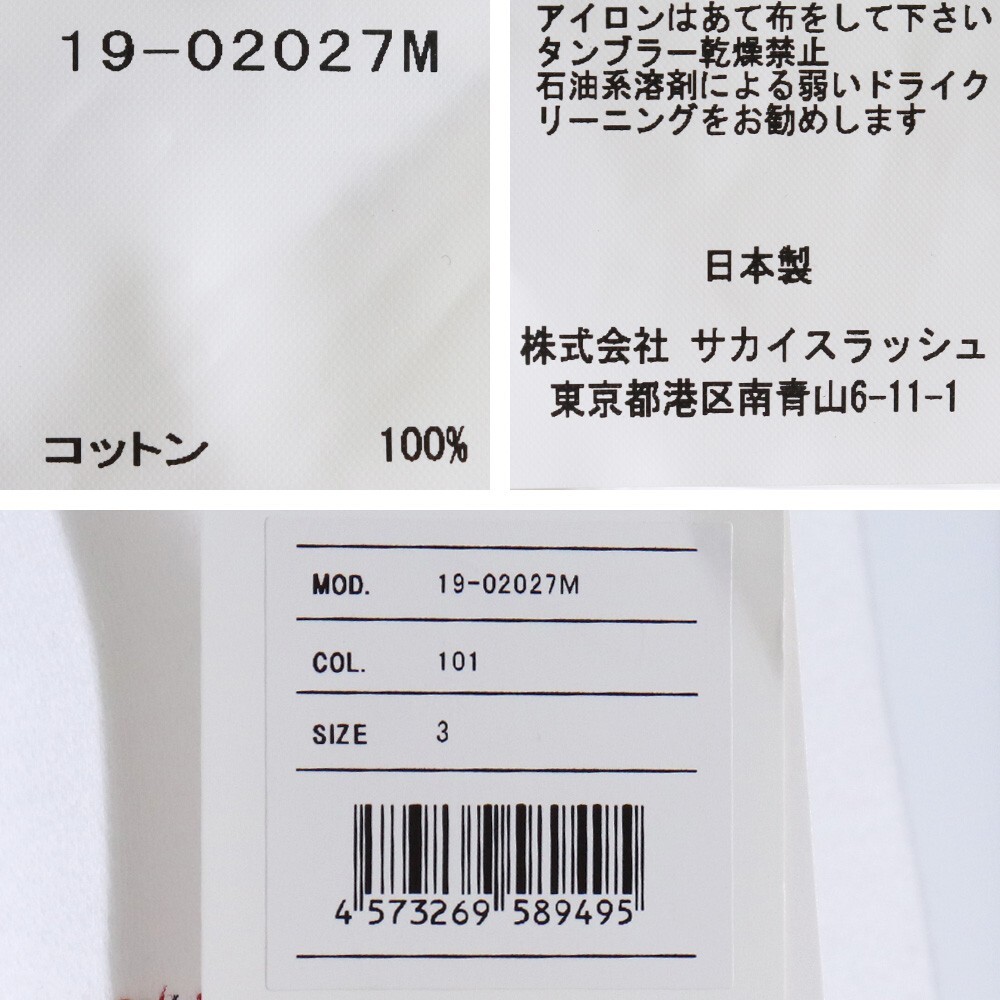 19-02027M
コットン 100%
アイロンはあて布をして下さい
タンブラー乾燥禁止
石油系溶剤による弱いドライク
リーニングをお勧めします
日本製
株式会社 サカイスラッシュ
東京都港区南青山6-11-1
MOD. 19-02027M
COL. 101
SIZE 3
4 573269 589495